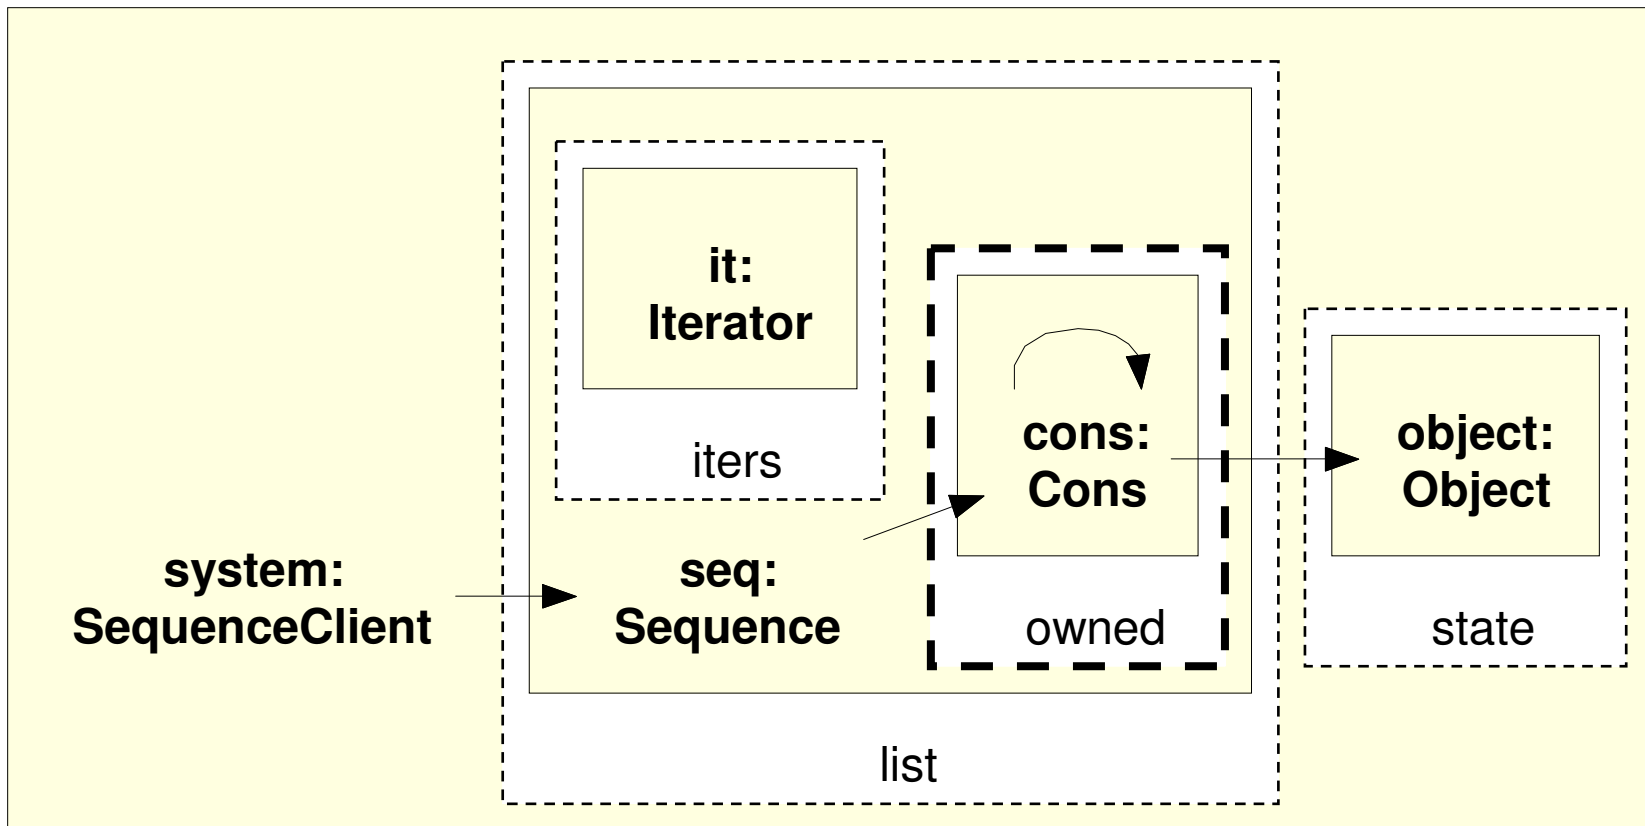 it:
Iterator
iters
cons:
Cons
owned
object:
Object
state
system:
SequenceClient
seq:
Sequence
list